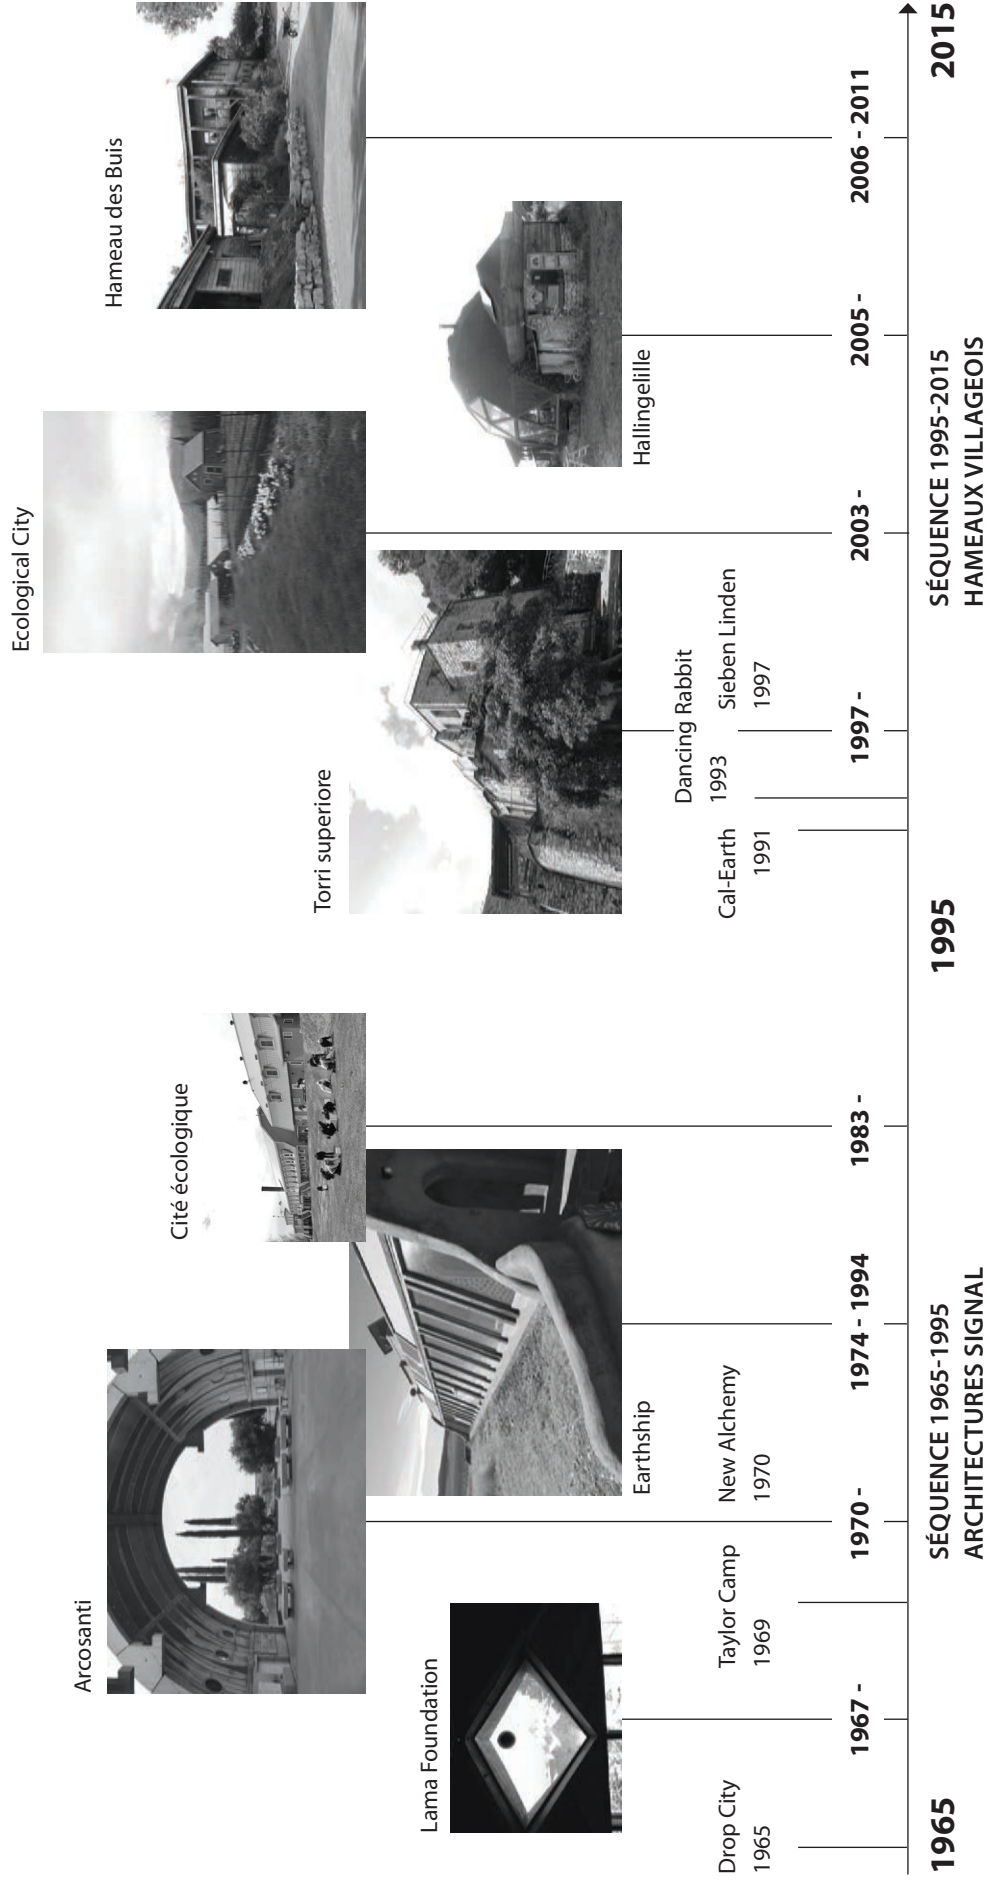 Arcosanti
Cité écologique
Torri superiore
Ecological City
Hameau des Buis
Lama Foundation
Earthship
Hallingelille
Drop City
1965
Taylor Camp
1969
New Alchemy
1970
Cal-Earth
1991
Dancing Rabbit
1993
Sieben Linden
1997
1967 -
1970 -
1974 - 1994
1983 -
1997 -
2003 -
2005 -
2006 - 2011
1965
SÉQUENCE 1965-1995
ARCHITECTURES SIGNAL
1995
SÉQUENCE 1995-2015
HAMEAUX VILLAGEOIS
2015